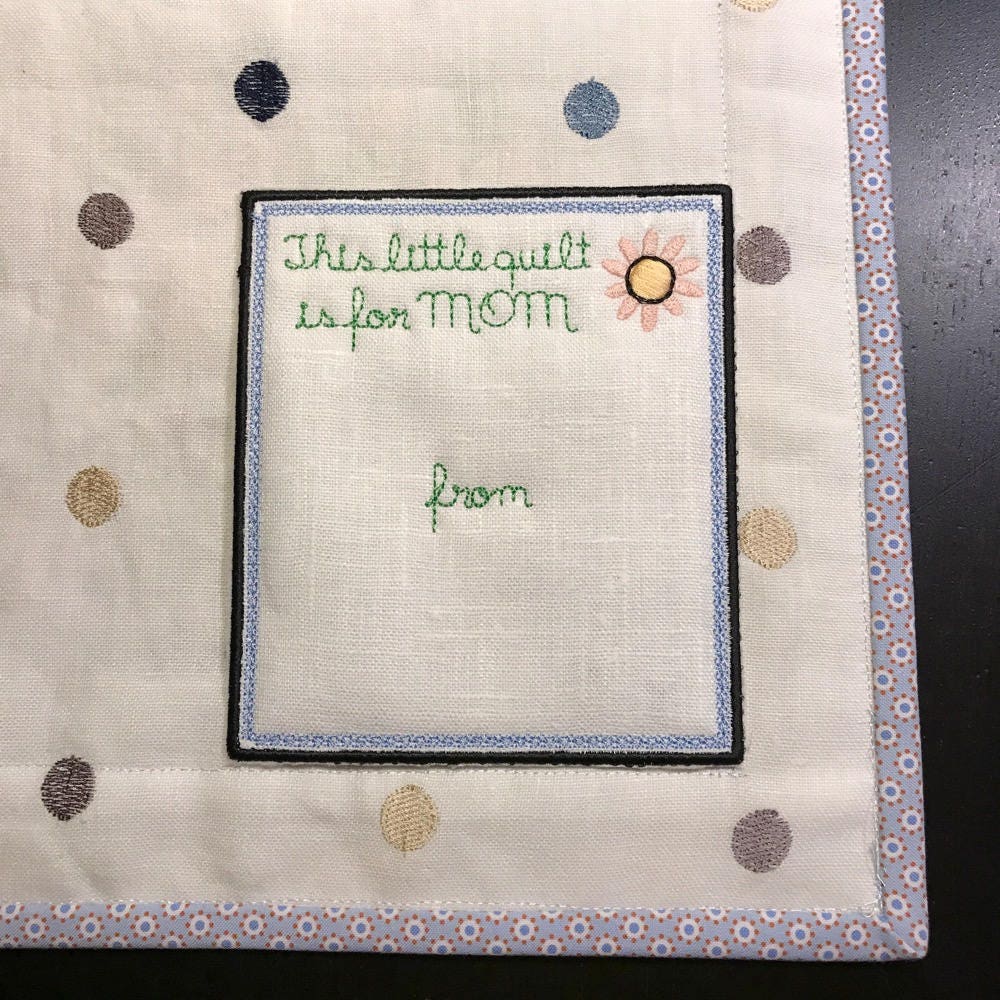 This little quilt
is for MOM
from